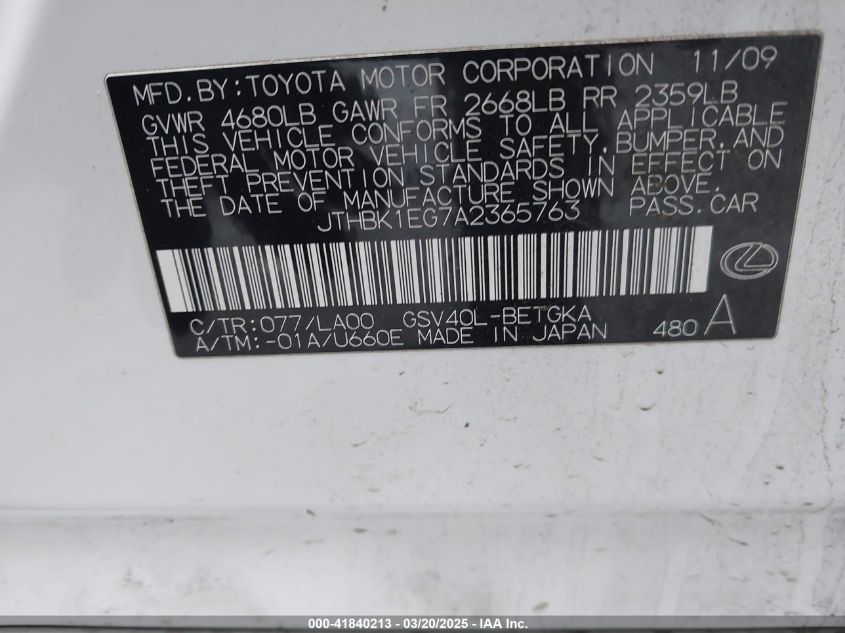 MFD.BY:TOYOTA MOTOR CORPORATION 11/09
GVWR 4680LB GAWR FR 2668LB RR 2359LB
THIS VEHICLE CONFORMS TO ALL APPLICABLE
FEDERAL MOTOR VEHICLE SAFETY,BUMPER,AND
THEFT PREVENTION STANDARDS IN EFFECT ON
THE DATE OF MANUFACTURE SHOWN ABOVE.
JTHBK1EG7A2365763 PASS.CAR
C/TR:077/LA00 GSV40L-BETGKA
A/TM:-01A/U660E MADE IN JAPAN 480 A
000-41840213 / 03/20/2025 - IAA Inc.